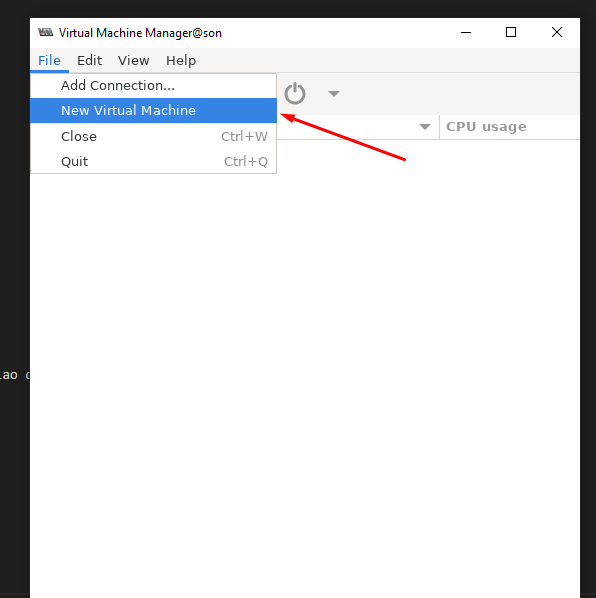 Virtual Machine Manager@son
File Edit View Help
Add Connection...
New Virtual Machine
Close Ctrl+W
Quit Ctrl+Q
CPU usage